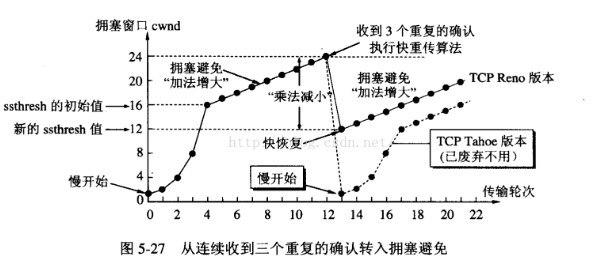 拥塞窗口 cwnd
收到 3 个重复的确认
执行快重传算法
24
20
16
12
8
4
0
拥塞避免
“加法增大”
“乘法减小”
拥塞避免
“加法增大”
TCP Reno 版本
ssthresh 的初始值
新的 ssthresh 值
快恢复
TCP Tahoe 版本
(已废弃不用)
慢开始
慢开始
传输轮次
0 2 4 6 8 10 12 14 16 18 20 22
图 5-27 从连续收到三个重复的确认转入拥塞避免